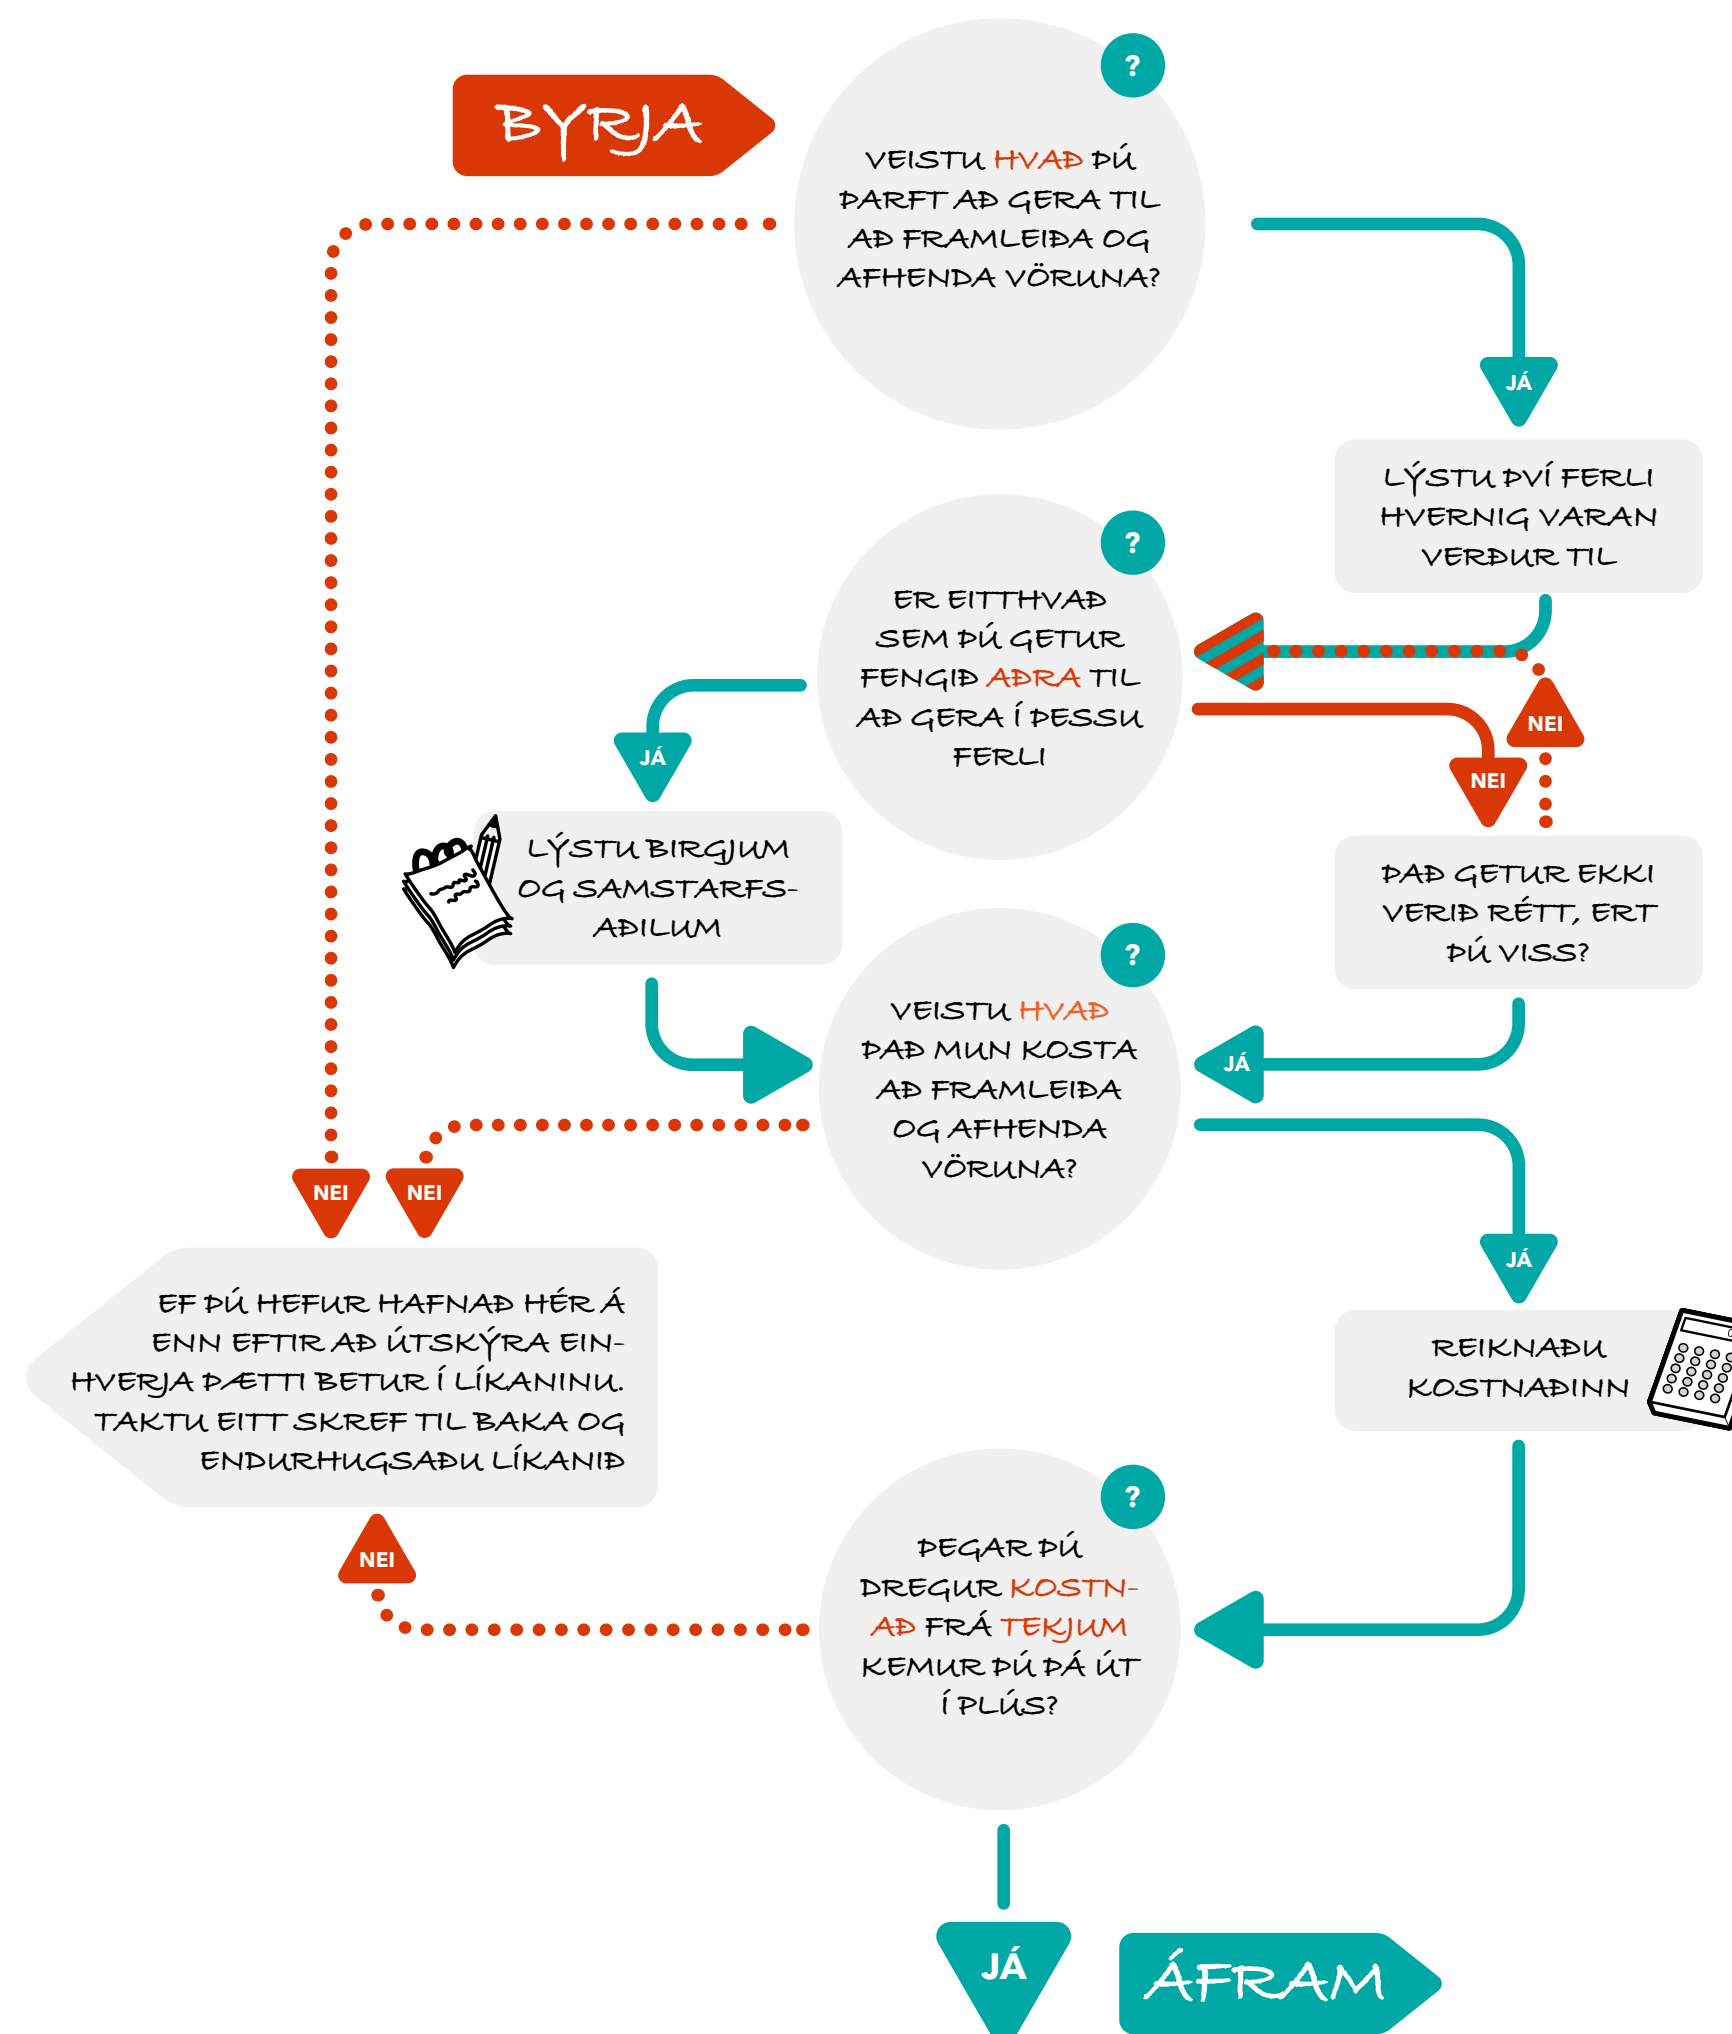 BYRJA
?
VEISTU HVAÐ ÞÚ
ÞARFT AÐ GERA TIL
AÐ FRAMLEIÐA OG
AFHENDA VÖRUNA?
JÁ
LÝSTU ÞVÍ FERLI
HVERNIG VARAN
VERÐUR TIL
?
ER EITTHVAÐ
SEM ÞÚ GETUR
FENGIÐ AÐRA TIL
AÐ GERA Í ÞESSU
FERLI
NEI
NEI
JÁ
LÝSTU BIRGJUM
OG SAMSTARFS-
AÐILUM
ÞAÐ GETUR EKKI
VERIÐ RÉTT, ERT
ÞÚ VISS?
?
VEISTU HVAÐ
ÞAÐ MUN KOSTA
AÐ FRAMLEIÐA
OG AFHENDA
VÖRUNA?
JÁ
NEI
NEI
JÁ
EF ÞÚ HEFUR HAFNAÐ HÉR Á
ENN EFTIR AÐ ÚTSKÝRA EIN-
HVERJA ÞÆTTI BETUR Í LÍKANINU.
TAKTU EITT SKREF TIL BAKA OG
ENDURHUGSAÐU LÍKANIÐ
REIKNAÐU
KOSTNAÐINN
?
ÞEGAR ÞÚ
DREGUR KOSTN-
AÐ FRÁ TEKJUM
KEMUR ÞÚ ÞÁ ÚT
Í PLÚS?
NEI
JÁ
ÁFRAM